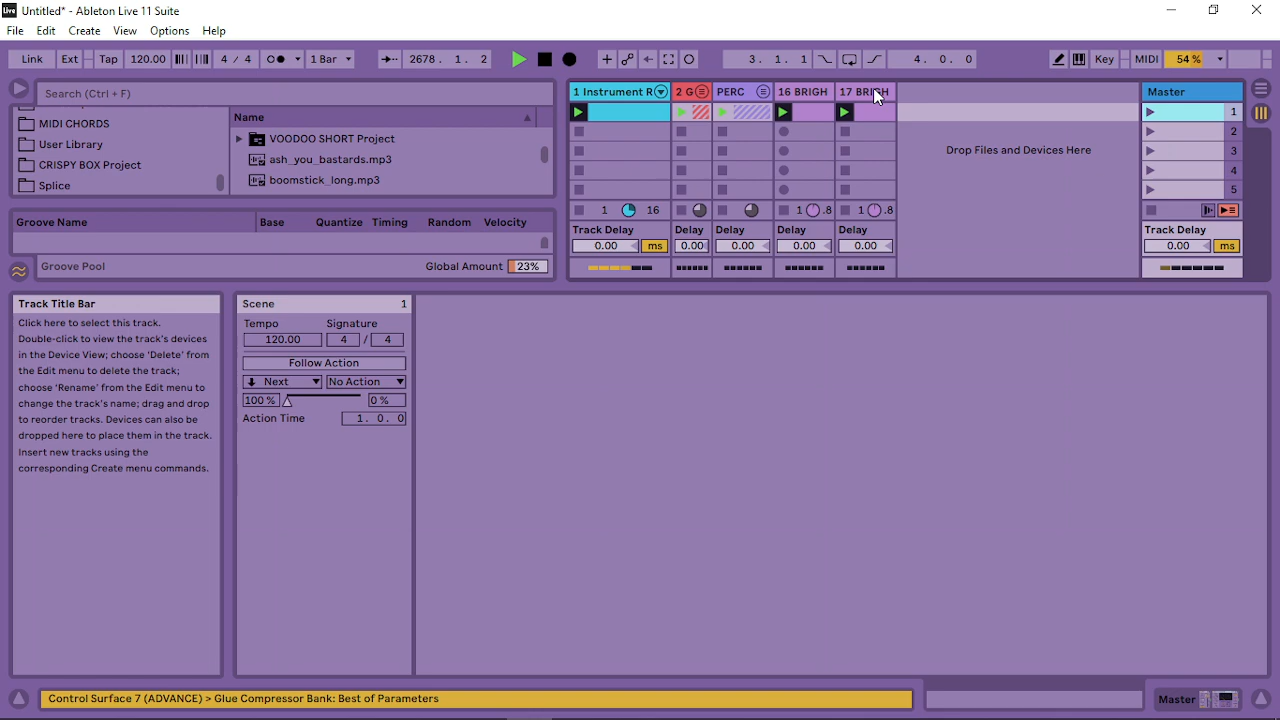 Live Untitled* - Ableton Live 11 Suite
File Edit Create View Options Help
Link Ext Tap 120.00 4 / 4 1 Bar 2678. 1. 2 3. 1. 1 4. 0. 0 Key MIDI 54 %
Search (Ctrl + F)
MIDI CHORDS
User Library
CRISPY BOX Project
Splice
Name
VOODOO SHORT Project
ash_you_bastards.mp3
boomstick_long.mp3
Groove Name Base Quantize Timing Random Velocity
Groove Pool Global Amount 23%
1 Instrument R 2 G PERC 16 BRIGH 17 BRIGH Master
1
2
3
4
5
Drop Files and Devices Here
1 16 1 .8 1 .8
Track Delay Delay Delay Delay Delay Track Delay
0.00 ms 0.00 0.00 0.00 0.00 0.00 ms
Track Title Bar
Click here to select this track.
Double-click to view the track's devices
in the Device View; choose 'Delete' from
the Edit menu to delete the track;
choose 'Rename' from the Edit menu to
change the track's name; drag and drop
to reorder tracks. Devices can also be
dropped here to place them in the track.
Insert new tracks using the
corresponding Create menu commands.
Scene 1
Tempo Signature
120.00 4 / 4
Follow Action
Next No Action
100 % 0 %
Action Time 1. 0. 0
Control Surface 7 (ADVANCE) > Glue Compressor Bank: Best of Parameters
Master